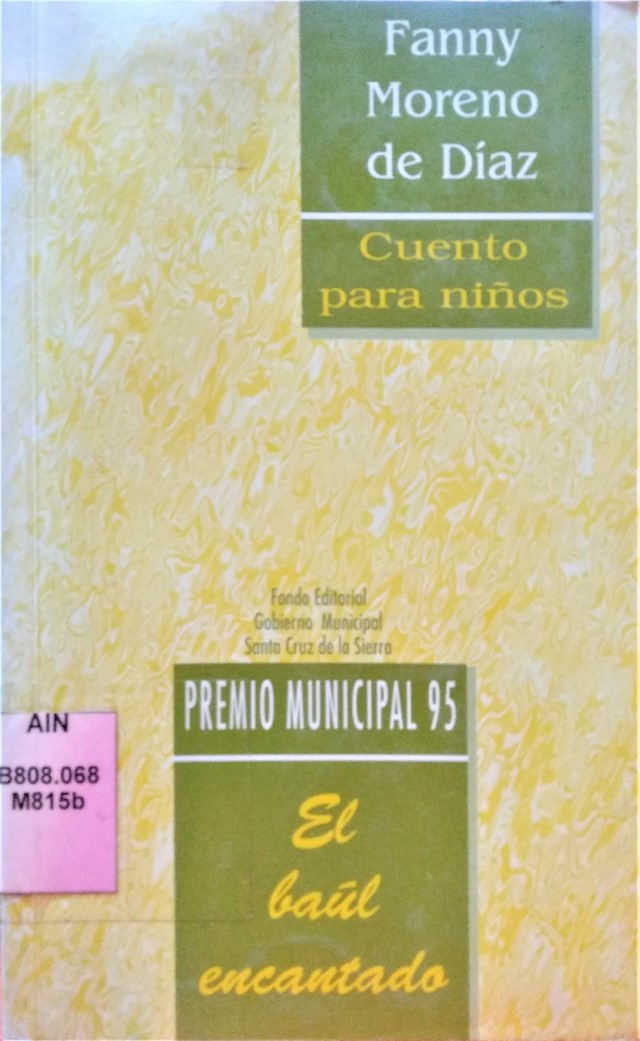 Fanny
Moreno
de Díaz
Cuento
para niños
Fondo Editorial
Gobierno Municipal
Santa Cruz de la Sierra
PREMIO MUNICIPAL 95
El
baúl
encantado
AIN
B808.068
M815b